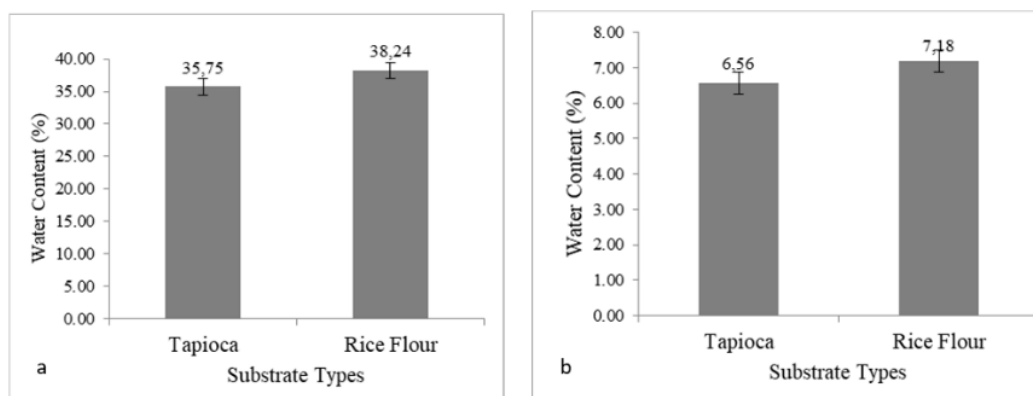 40.00
35.00
30.00
25.00
20.00
15.00
10.00
5.00
0.00
Water Content (%)
35,75
38,24
Tapioca
Rice Flour
Substrate Types
a
8.00
7.00
6.00
5.00
4.00
3.00
2.00
1.00
0.00
Water Content (%)
6,56
7,18
Tapioca
Rice Flour
Substrate Types
b